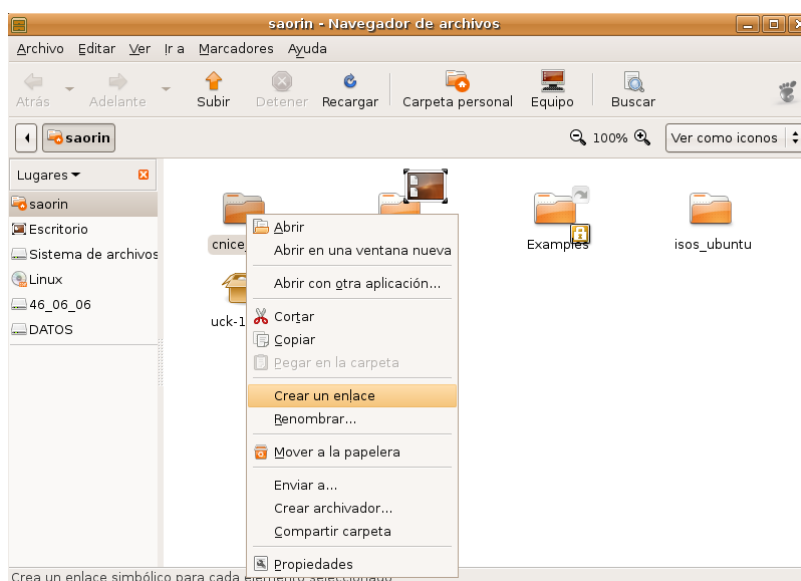 saorin - Navegador de archivos
Archivo Editar Ver Ir a Marcadores Ayuda
Atrás Adelante Subir Detener Recargar Carpeta personal Equipo Buscar
saorin 100% Ver como iconos
Lugares
saorin
Escritorio
Sistema de archivos
Linux
46_06_06
DATOS
cnice_
Examples
isos_ubuntu
uck-1
Abrir
Abrir en una ventana nueva
Abrir con otra aplicación...
Cortar
Copiar
Pegar en la carpeta
Crear un enlace
Renombrar...
Mover a la papelera
Enviar a...
Crear archivador...
Compartir carpeta
Propiedades
Crea un enlace simbólico para cada elemento seleccionado